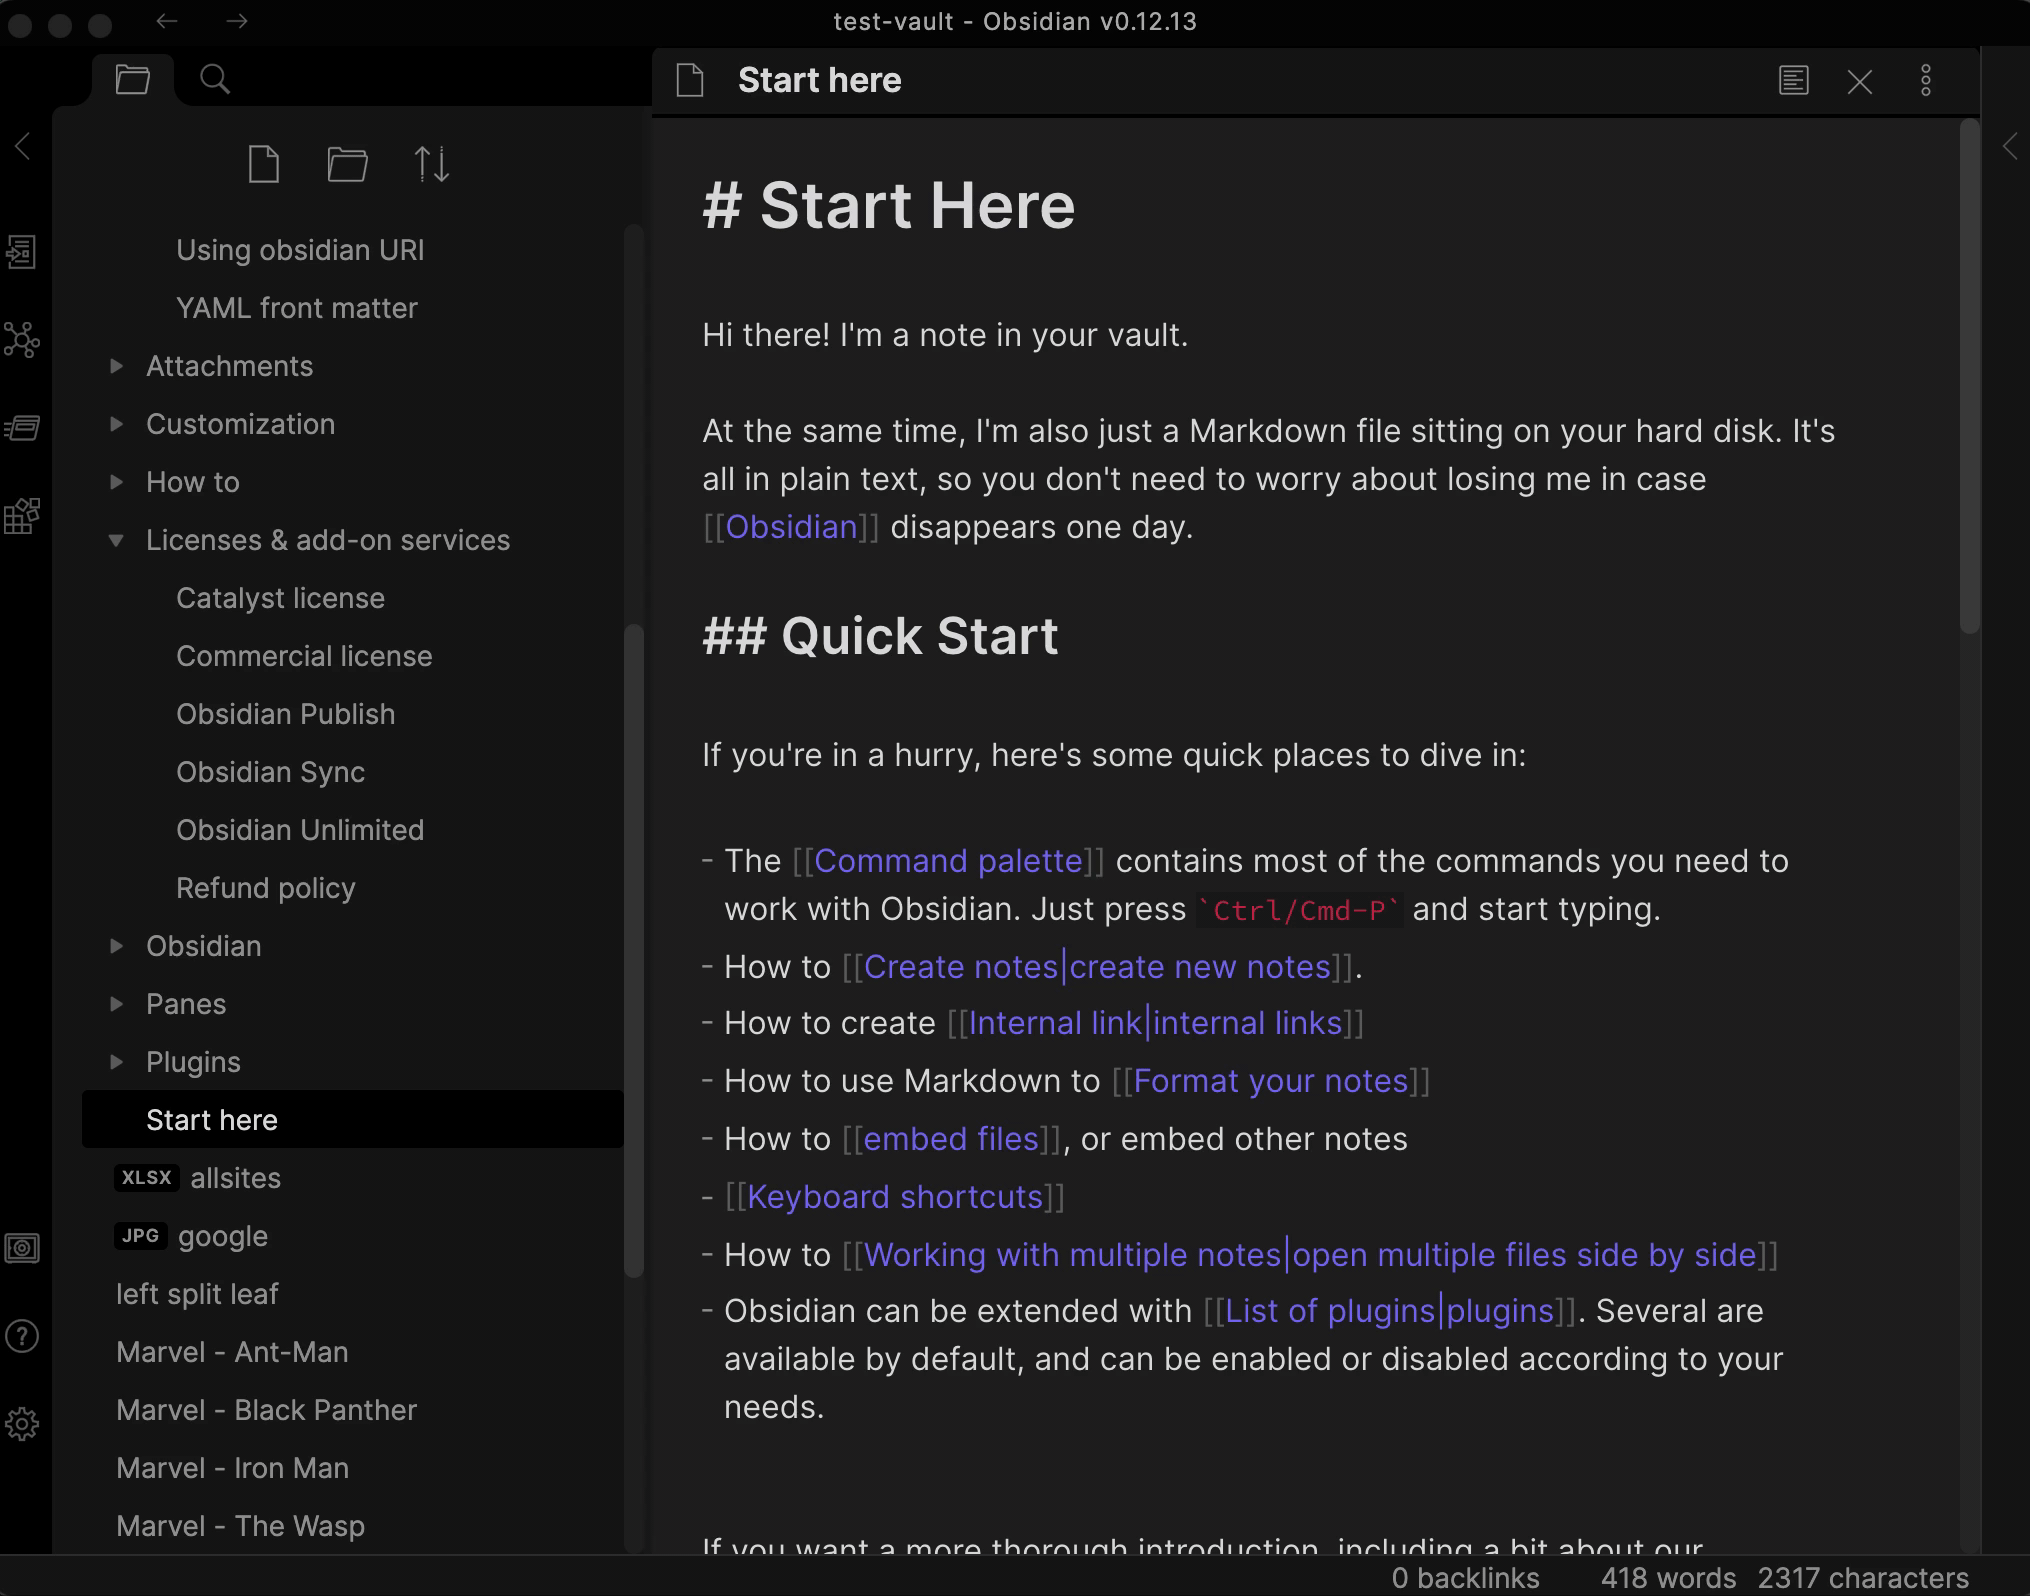 test-vault - Obsidian v0.12.13
Start here
Using obsidian URI
YAML front matter
Attachments
Customization
How to
Licenses & add-on services
Catalyst license
Commercial license
Obsidian Publish
Obsidian Sync
Obsidian Unlimited
Refund policy
Obsidian
Panes
Plugins
Start here
XLSX allsites
JPG google
left split leaf
Marvel - Ant-Man
Marvel - Black Panther
Marvel - Iron Man
Marvel - The Wasp
# Start Here
Hi there! I'm a note in your vault.
At the same time, I'm also just a Markdown file sitting on your hard disk. It's
all in plain text, so you don't need to worry about losing me in case
[[Obsidian]] disappears one day.
## Quick Start
If you're in a hurry, here's some quick places to dive in:
- The [[Command palette]] contains most of the commands you need to
work with Obsidian. Just press `Ctrl/Cmd-P` and start typing.
- How to [[Create notes|create new notes]].
- How to create [[Internal link|internal links]]
- How to use Markdown to [[Format your notes]]
- How to [[embed files]], or embed other notes
- [[Keyboard shortcuts]]
- How to [[Working with multiple notes|open multiple files side by side]]
- Obsidian can be extended with [[List of plugins|plugins]]. Several are
available by default, and can be enabled or disabled according to your
needs.
If you want a more thorough introduction, including a bit about our
0 backlinks 418 words 2317 characters